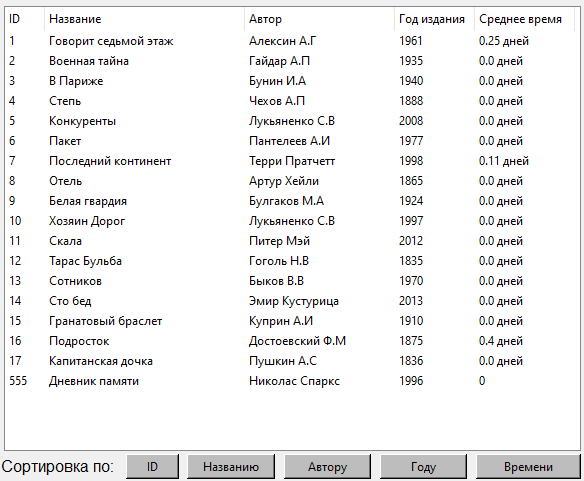 ID Название Автор Год издания Среднее время
1 Говорит седьмой этаж Алексин А.Г 1961 0.25 дней
2 Военная тайна Гайдар А.П 1935 0.0 дней
3 В Париже Бунин И.А 1940 0.0 дней
4 Степь Чехов А.П 1888 0.0 дней
5 Конкуренты Лукьяненко С.В 2008 0.0 дней
6 Пакет Пантелеев А.И 1977 0.0 дней
7 Последний континент Терри Пратчетт 1998 0.11 дней
8 Отель Артур Хейли 1865 0.0 дней
9 Белая гвардия Булгаков М.А 1924 0.0 дней
10 Хозяин Дорог Лукьяненко С.В 1997 0.0 дней
11 Скала Питер Мэй 2012 0.0 дней
12 Тарас Бульба Гоголь Н.В 1835 0.0 дней
13 Сотников Быков В.В 1970 0.0 дней
14 Сто бед Эмир Кустурица 2013 0.0 дней
15 Гранатовый браслет Куприн А.И 1910 0.0 дней
16 Подросток Достоевский Ф.М 1875 0.4 дней
17 Капитанская дочка Пушкин А.С 1836 0.0 дней
555 Дневник памяти Николас Спаркс 1996 0
Сортировка по: ID Названию Автору Году Времени